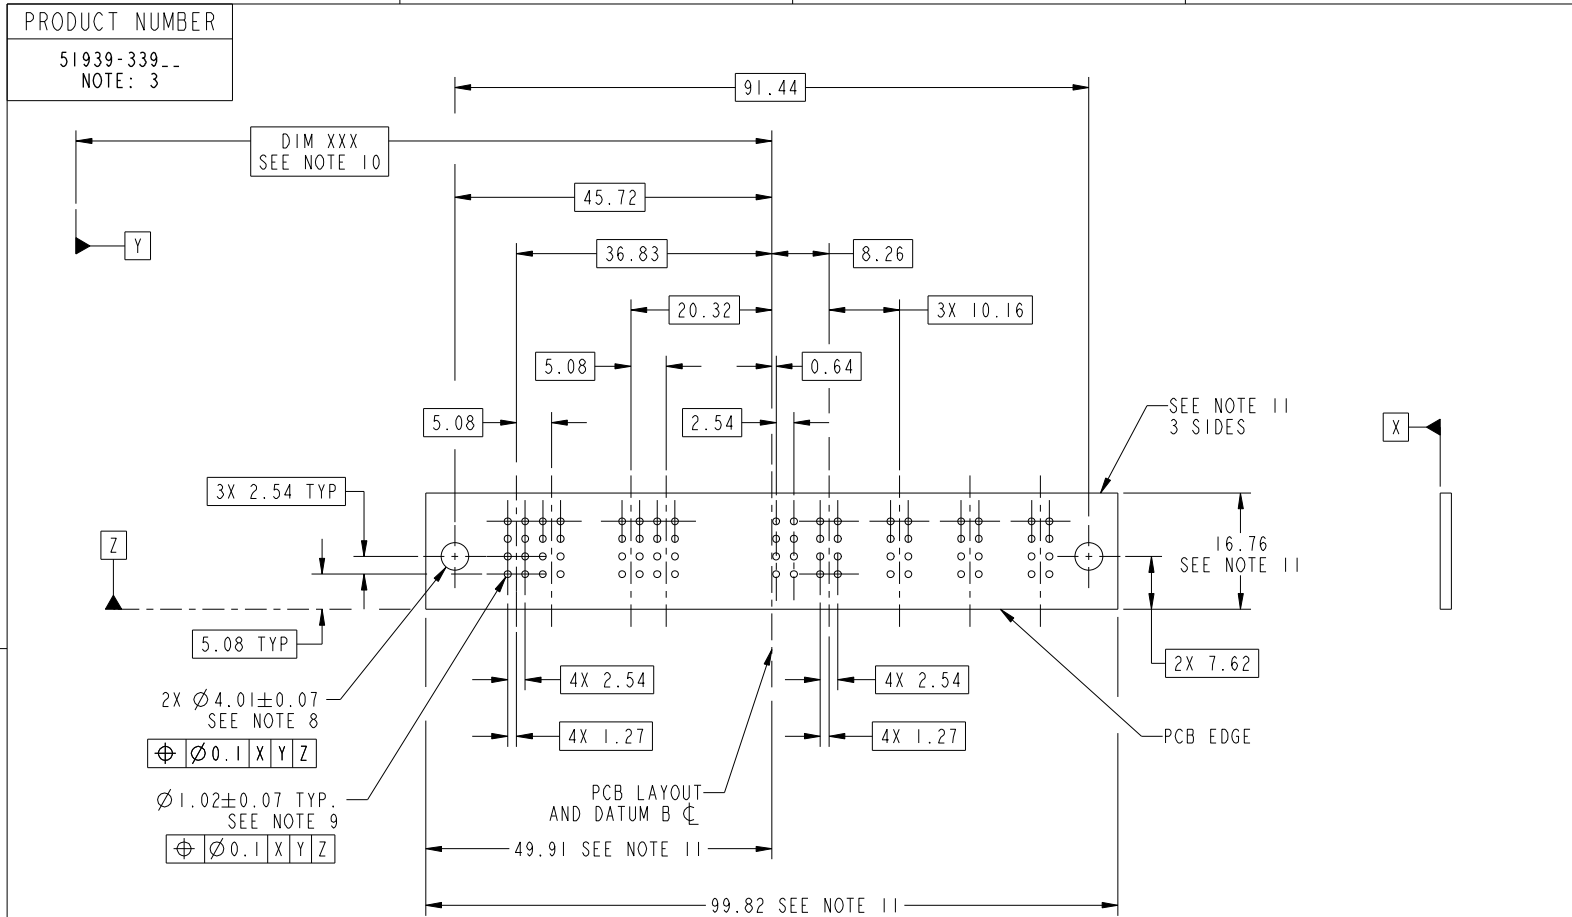 PRODUCT NUMBER
51939-339__
NOTE: 3
91.44
DIM XXX
SEE NOTE 10
45.72
Y
36.83
8.26
20.32
3X 10.16
5.08
0.64
5.08
2.54
SEE NOTE 11
3 SIDES
X
3X 2.54 TYP
Z
16.76
SEE NOTE 11
5.08 TYP
2X 7.62
4X 2.54
4X 2.54
2X Ø4.01±0.07
SEE NOTE 8
⌖ Ø0.1 X Y Z
4X 1.27
4X 1.27
PCB EDGE
Ø1.02±0.07 TYP.
SEE NOTE 9
⌖ Ø0.1 X Y Z
PCB LAYOUT
AND DATUM B ℄
49.91 SEE NOTE 11
99.82 SEE NOTE 11